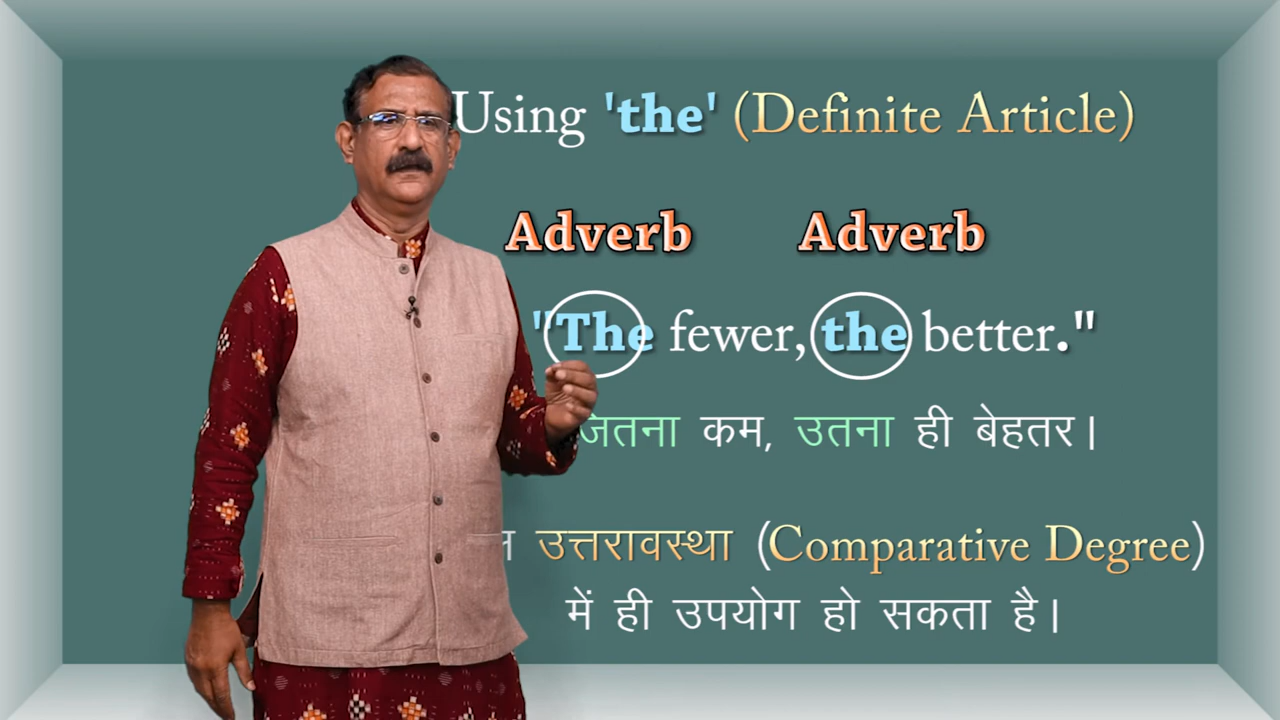 Using 'the' (Definite Article)
Adverb Adverb
"The fewer, the better."
जितना कम, उतना ही बेहतर।
उत्तरावस्था (Comparative Degree)
में ही उपयोग हो सकता है।